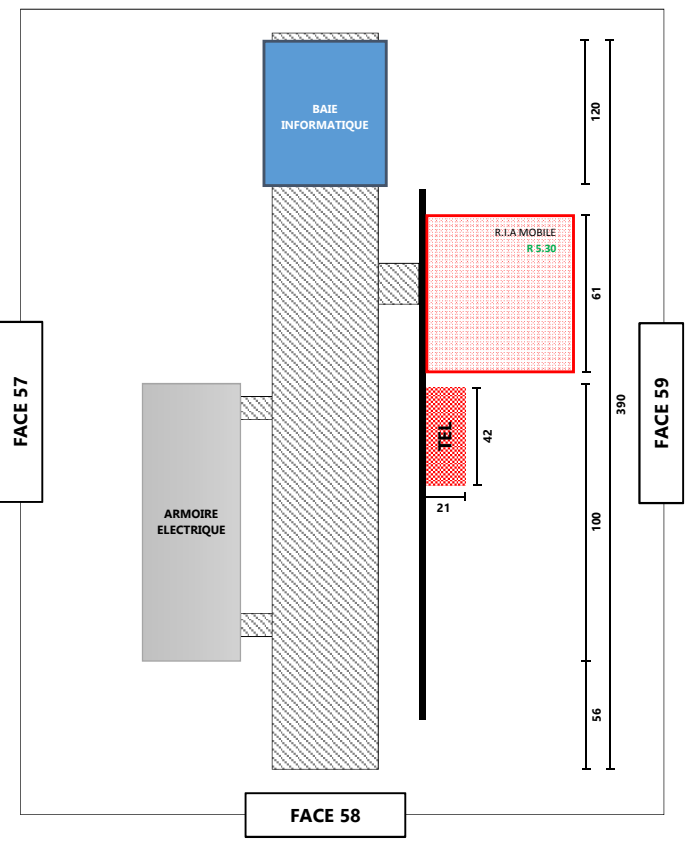 BAIE
INFORMATIQUE
120
R.I.A MOBILE
R 5.30
61
390
FACE 57
FACE 59
TEL
42
21
ARMOIRE
ELECTRIQUE
100
56
FACE 58